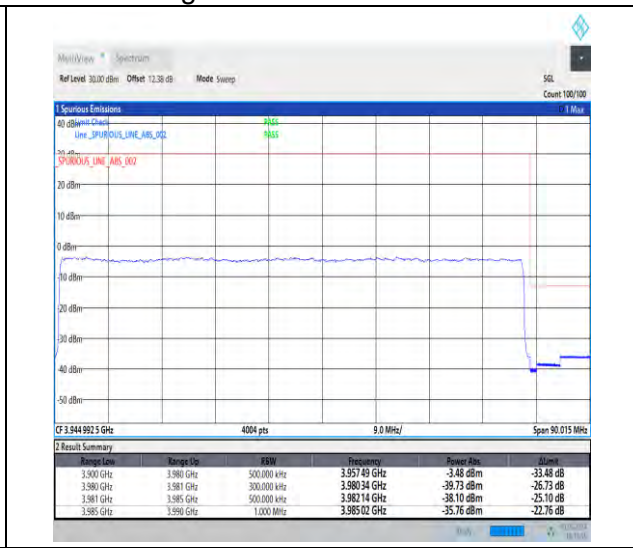 MultiView Spectrum
Ref Level 30.00 dBm Offset 12.38 dB Mode Sweep SGL
Count 100/100
1 Spurious Emissions 1 Max
40 dBm Limit Check PASS
Line _SPURIOUS_LINE_ABS_002 PASS
30 dBm
_SPURIOUS_LINE_ABS_002
20 dBm
10 dBm
0 dBm
-10 dBm
-20 dBm
-30 dBm
-40 dBm
-50 dBm
CF 3.944 992 5 GHz 4004 pts 9.0 MHz/ Span 90.015 MHz
2 Result Summary
Range Low Range Up RBW Frequency Power Abs ΔLimit
3.900 GHz 3.980 GHz 500.000 kHz 3.957 49 GHz -3.48 dBm -33.48 dB
3.980 GHz 3.981 GHz 500.000 kHz 3.980 34 GHz -39.73 dBm -26.73 dB
3.981 GHz 3.985 GHz 500.000 kHz 3.982 14 GHz -38.10 dBm -25.10 dB
3.985 GHz 3.990 GHz 1.000 MHz 3.985 02 GHz -35.76 dBm -22.76 dB